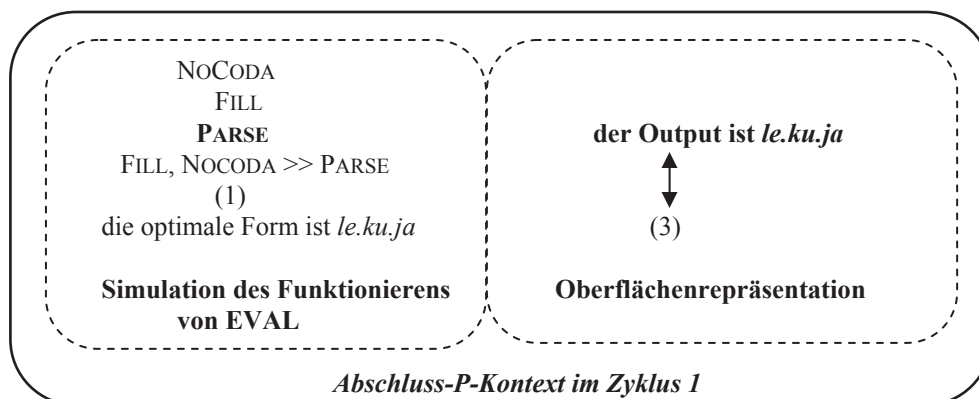 NOCODA
FILL
PARSE
FILL, NOCODA >> PARSE
(1)
die optimale Form ist le.ku.ja
Simulation des Funktionierens
von EVAL
der Output ist le.ku.ja
(3)
Oberflächenrepräsentation
Abschluss-P-Kontext im Zyklus 1